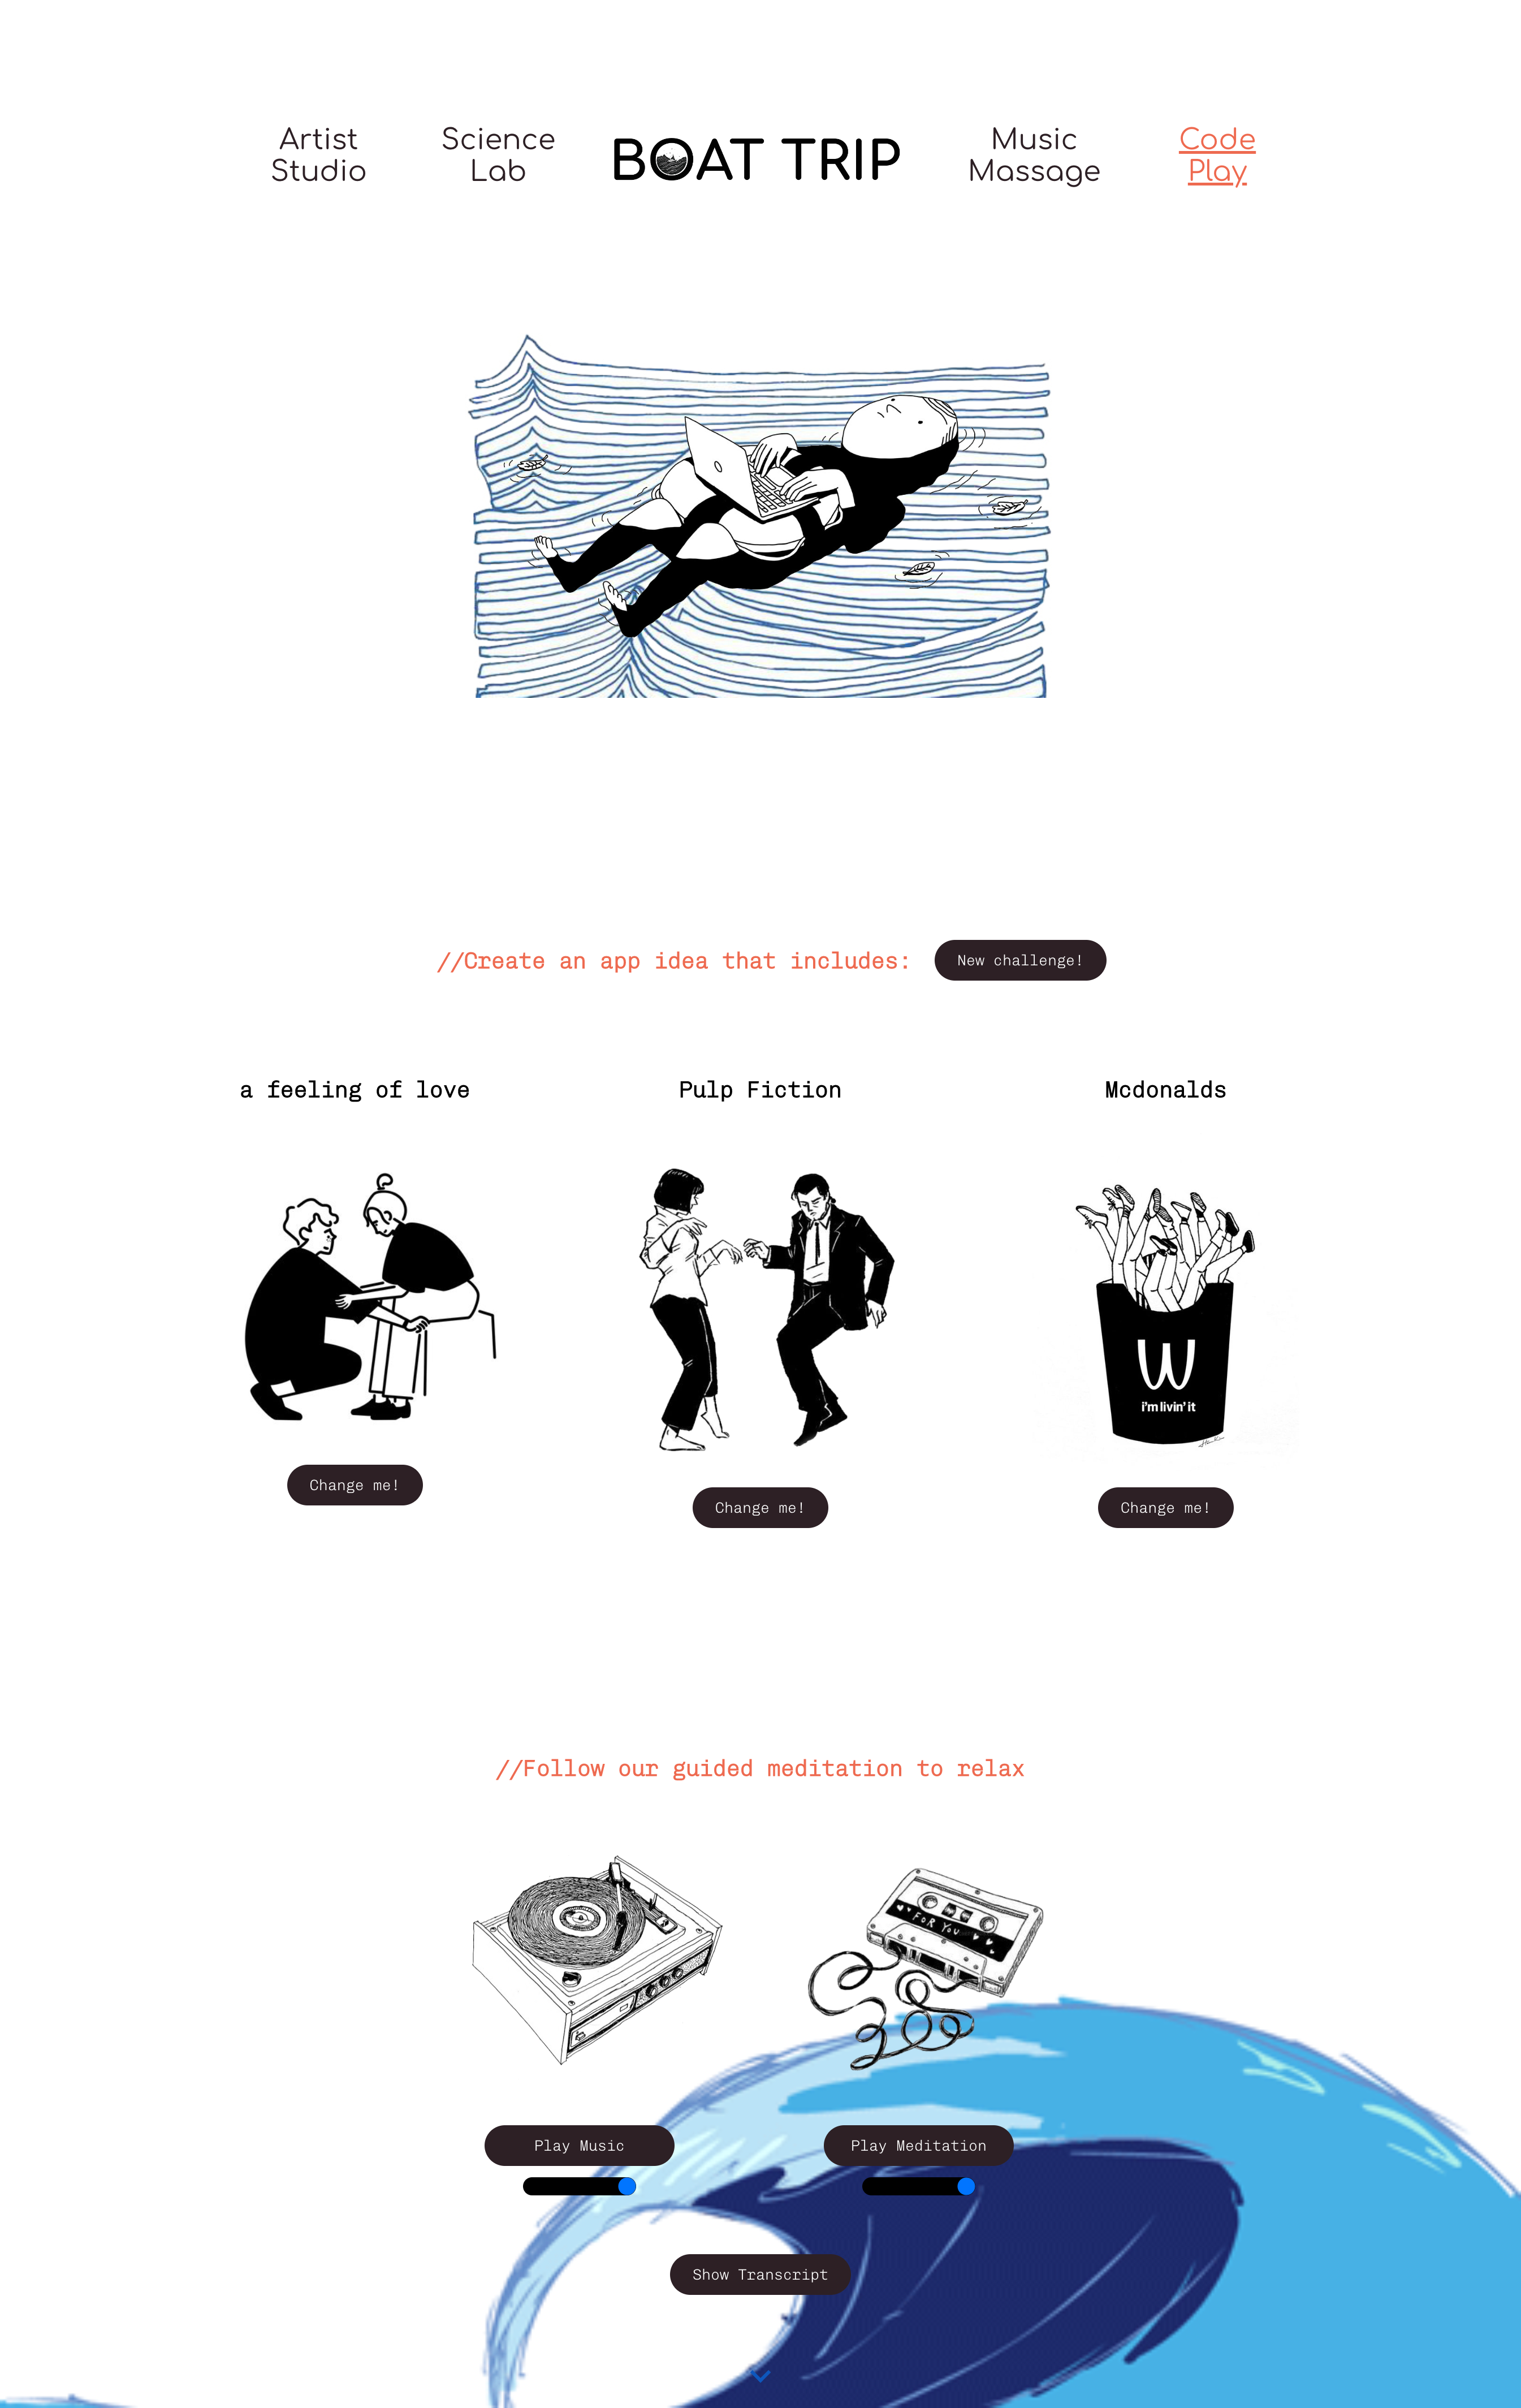 Artist
Studio
Science
Lab
BOAT TRIP
Music
Massage
Code
Play
//Create an app idea that includes:
New challenge!
a feeling of love
Pulp Fiction
Mcdonalds
i'm livin' it
Change me!
Change me!
Change me!
//Follow our guided meditation to relax
FOR YOU
Play Music
Play Meditation
Show Transcript